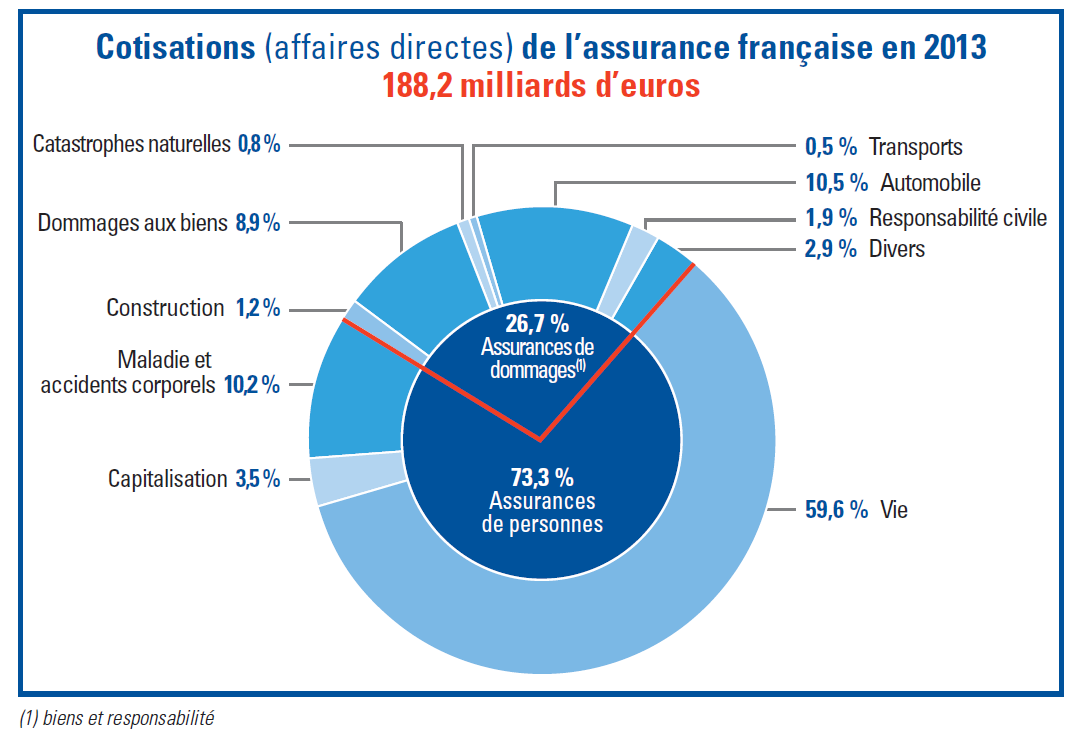 Cotisations (affaires directes) de l'assurance française en 2013
188,2 milliards d'euros
Catastrophes naturelles 0,8 %
Dommages aux biens 8,9 %
Construction 1,2 %
Maladie et
accidents corporels 10,2 %
Capitalisation 3,5 %
0,5 % Transports
10,5 % Automobile
1,9 % Responsabilité civile
2,9 % Divers
26,7 %
Assurances de
dommages(1)
73,3 %
Assurances
de personnes
59,6 % Vie
(1) biens et responsabilité